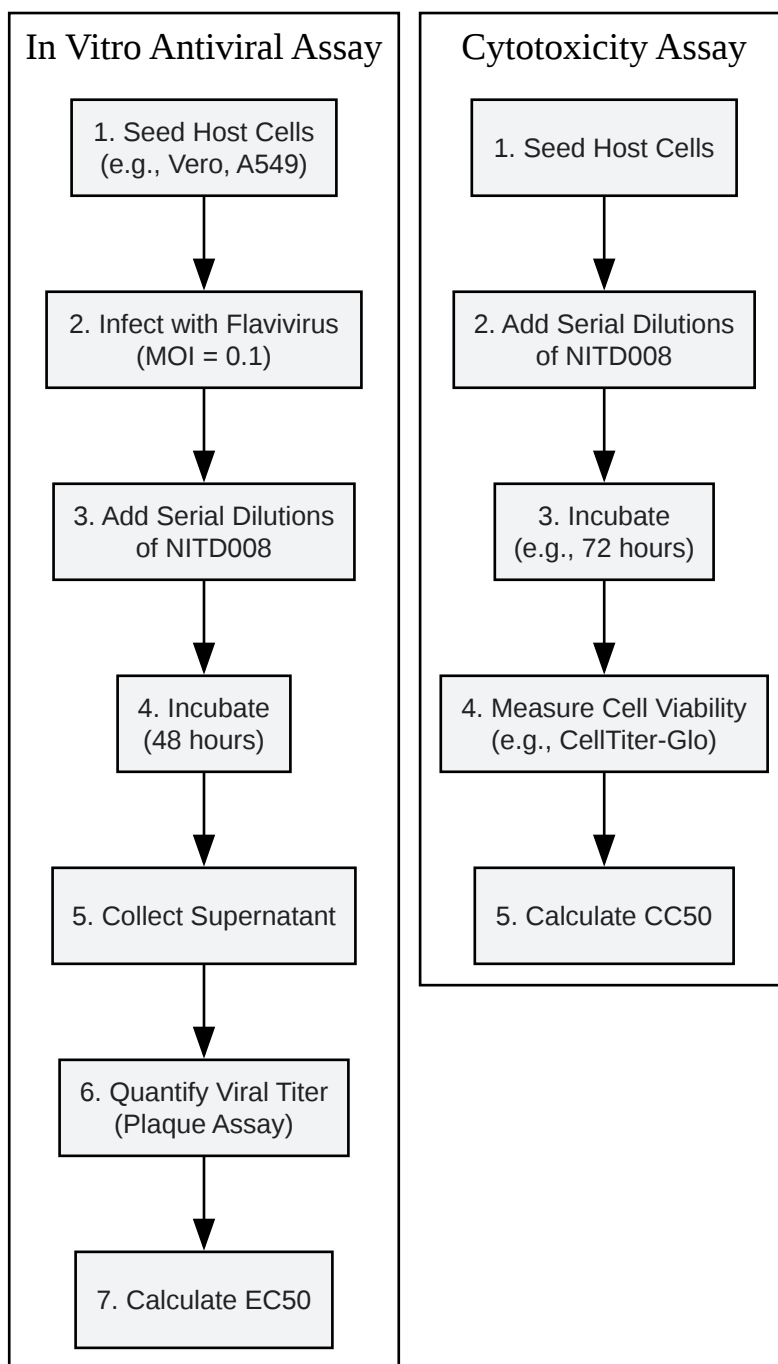 In Vitro Antiviral Assay
1. Seed Host Cells
(e.g., Vero, A549)
2. Infect with Flavivirus
(MOI = 0.1)
3. Add Serial Dilutions
of NITD008
4. Incubate
(48 hours)
5. Collect Supernatant
6. Quantify Viral Titer
(Plaque Assay)
7. Calculate EC50
Cytotoxicity Assay
1. Seed Host Cells
2. Add Serial Dilutions
of NITD008
3. Incubate
(e.g., 72 hours)
4. Measure Cell Viability
(e.g., CellTiter-Glo)
5. Calculate CC50